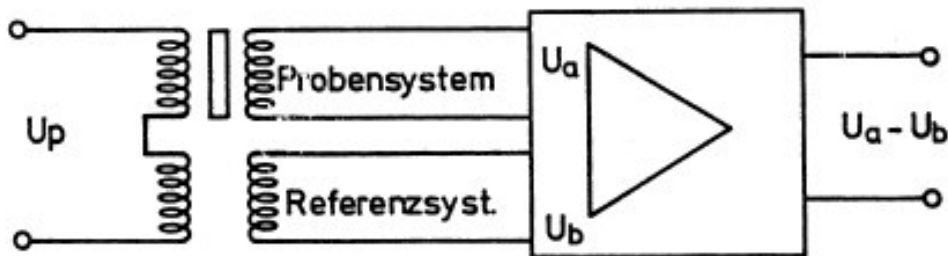 Up
Probensystem
Referenzsyst.
Ua
Ub
Ua - Ub